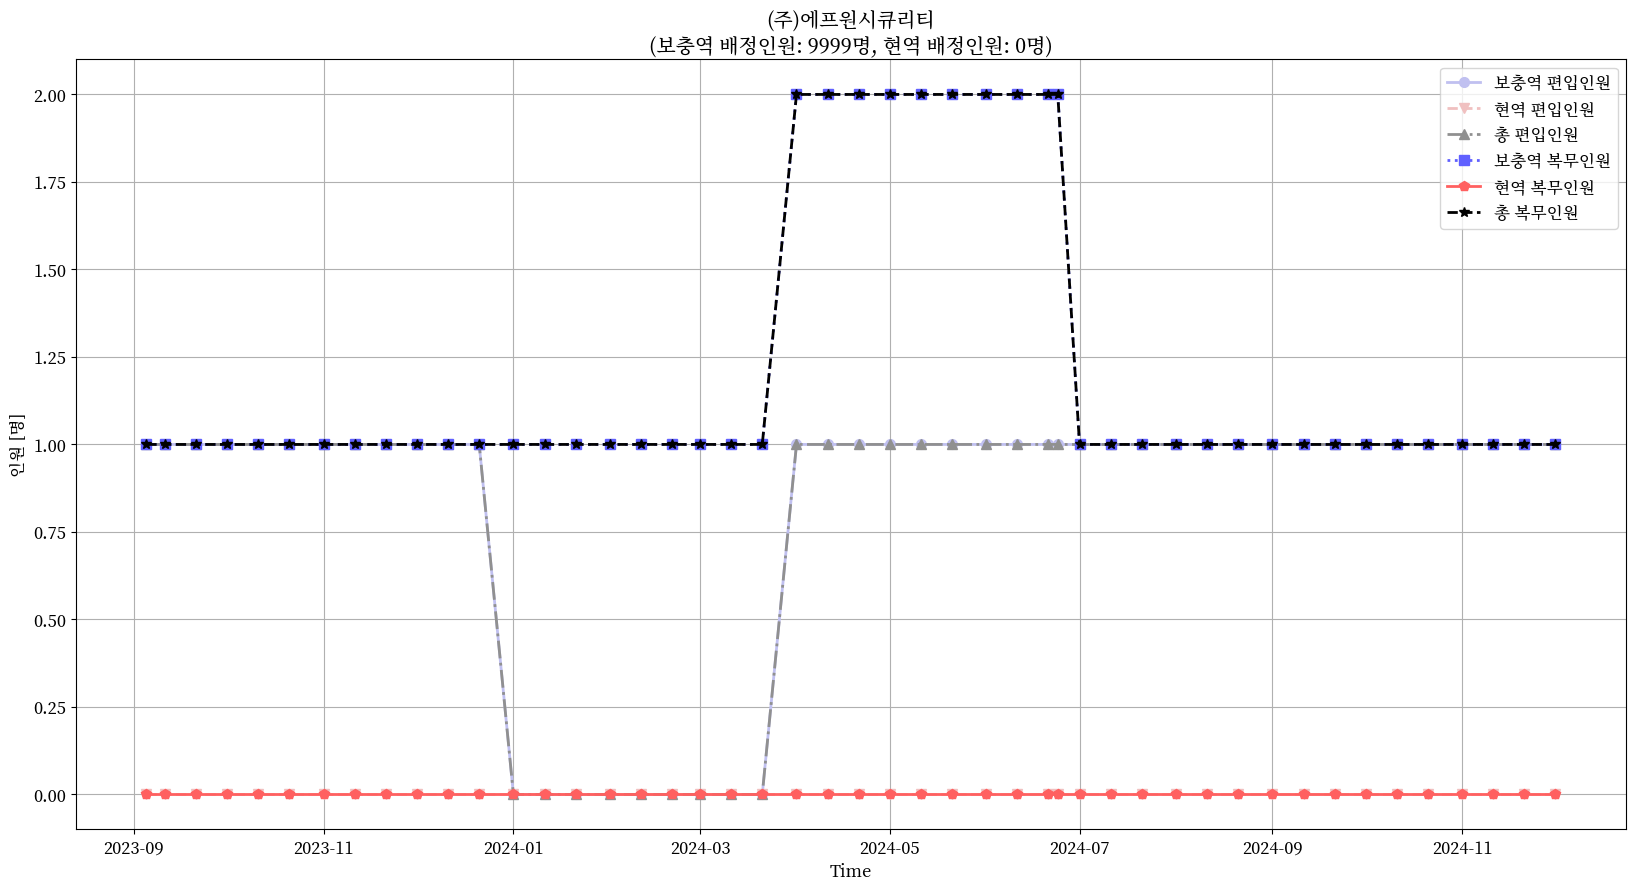 (주)에프원시큐리티
(보충역 배정인원: 9999명, 현역 배정인원: 0명)
보충역 편입인원
현역 편입인원
총 편입인원
보충역 복무인원
현역 복무인원
총 복무인원
인원 [명]
2.00
1.75
1.50
1.25
1.00
0.75
0.50
0.25
0.00
2023-09
2023-11
2024-01
2024-03
2024-05
2024-07
2024-09
2024-11
Time